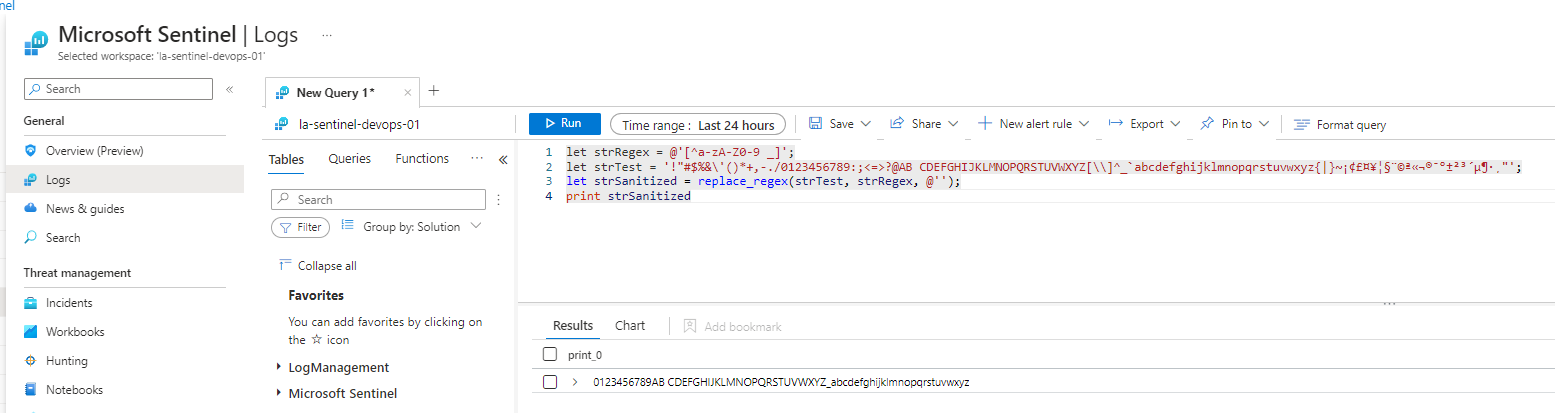 nel
Microsoft Sentinel | Logs ...
Selected workspace: 'la-sentinel-devops-01'
Search «
General
Overview (Preview)
Logs
News & guides
Search
Threat management
Incidents
Workbooks
Hunting
Notebooks
New Query 1* × +
la-sentinel-devops-01
Run Time range : Last 24 hours Save Share New alert rule Export Pin to Format query
Tables Queries Functions ... «
Search
Filter Group by: Solution
Collapse all
Favorites
You can add favorites by clicking on
the ☆ icon
LogManagement
Microsoft Sentinel
1 let strRegex = @'[^a-zA-Z0-9 _]';
2 let strTest = '!"#$%&\'()*+,-./0123456789:;<=>?@AB CDEFGHIJKLMNOPQRSTUVWXYZ[\\]^_`abcdefghijklmnopqrstuvwxyz{|}~¡¢£¤¥¦§¨©ª«¬®¯°±²³´µ¶·¸"';
3 let strSanitized = replace_regex(strTest, strRegex, @'');
4 print strSanitized
Results Chart Add bookmark
print_0
0123456789AB CDEFGHIJKLMNOPQRSTUVWXYZ_abcdefghijklmnopqrstuvwxyz